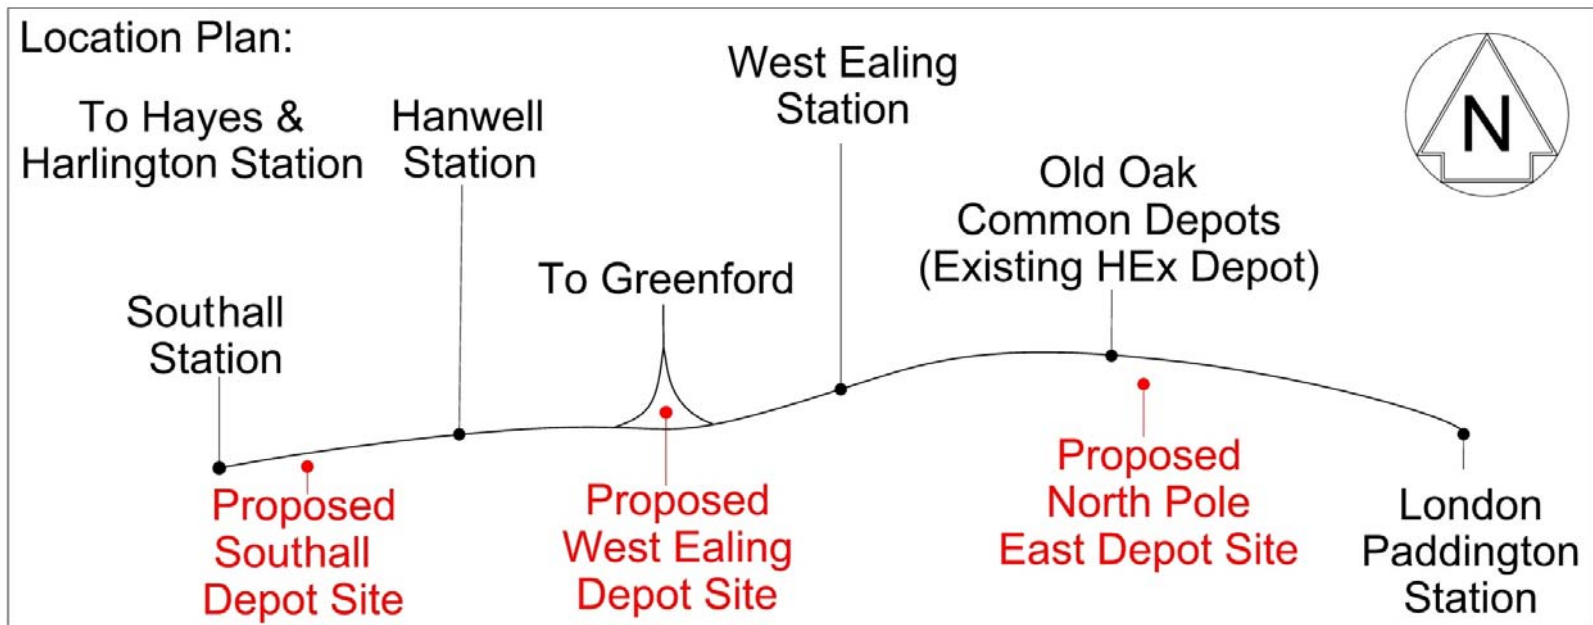 Location Plan:
To Hayes &
Harlington Station
Hanwell
Station
West Ealing
Station
N
Old Oak
Common Depots
(Existing HEx Depot)
To Greenford
Southall
Station
Proposed
Southall
Depot Site
Proposed
West Ealing
Depot Site
Proposed
North Pole
East Depot Site
London
Paddington
Station